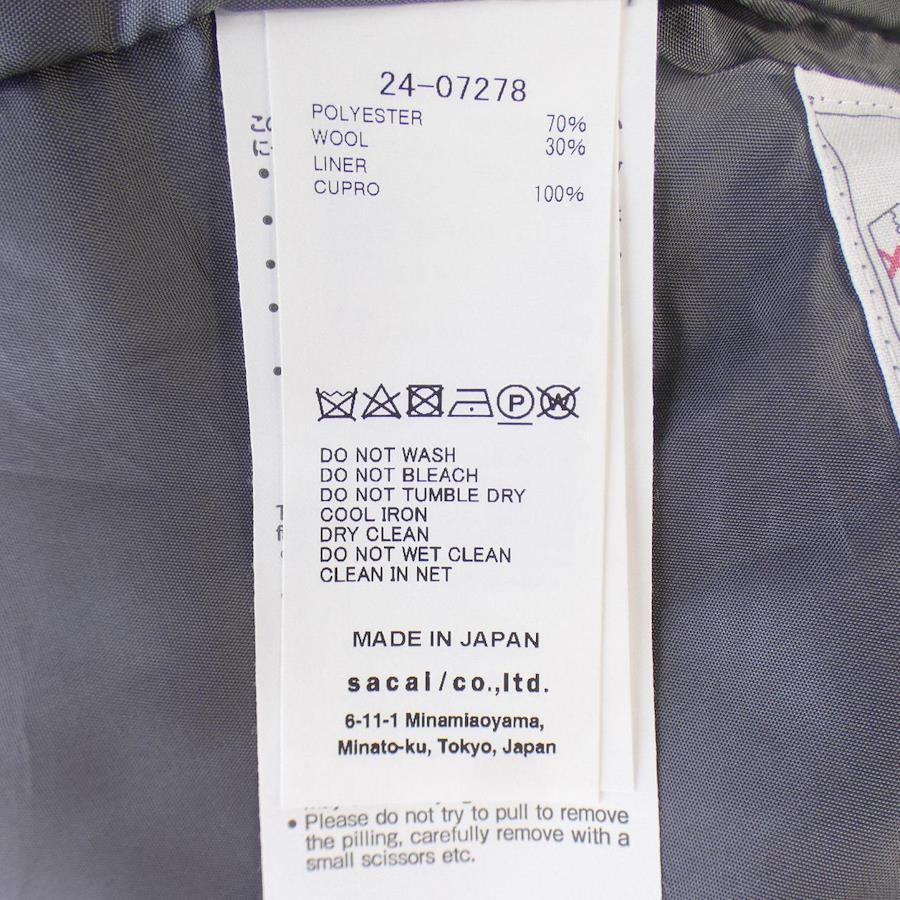 24-07278
POLYESTER 70%
WOOL 30%
LINER
CUPRO 100%
P
W
DO NOT WASH
DO NOT BLEACH
DO NOT TUMBLE DRY
COOL IRON
DRY CLEAN
DO NOT WET CLEAN
CLEAN IN NET
MADE IN JAPAN
sacai/co.,ltd.
6-11-1 Minamiaoyama,
Minato-ku, Tokyo, Japan
• Please do not try to pull to remove
the pilling, carefully remove with a
small scissors etc.